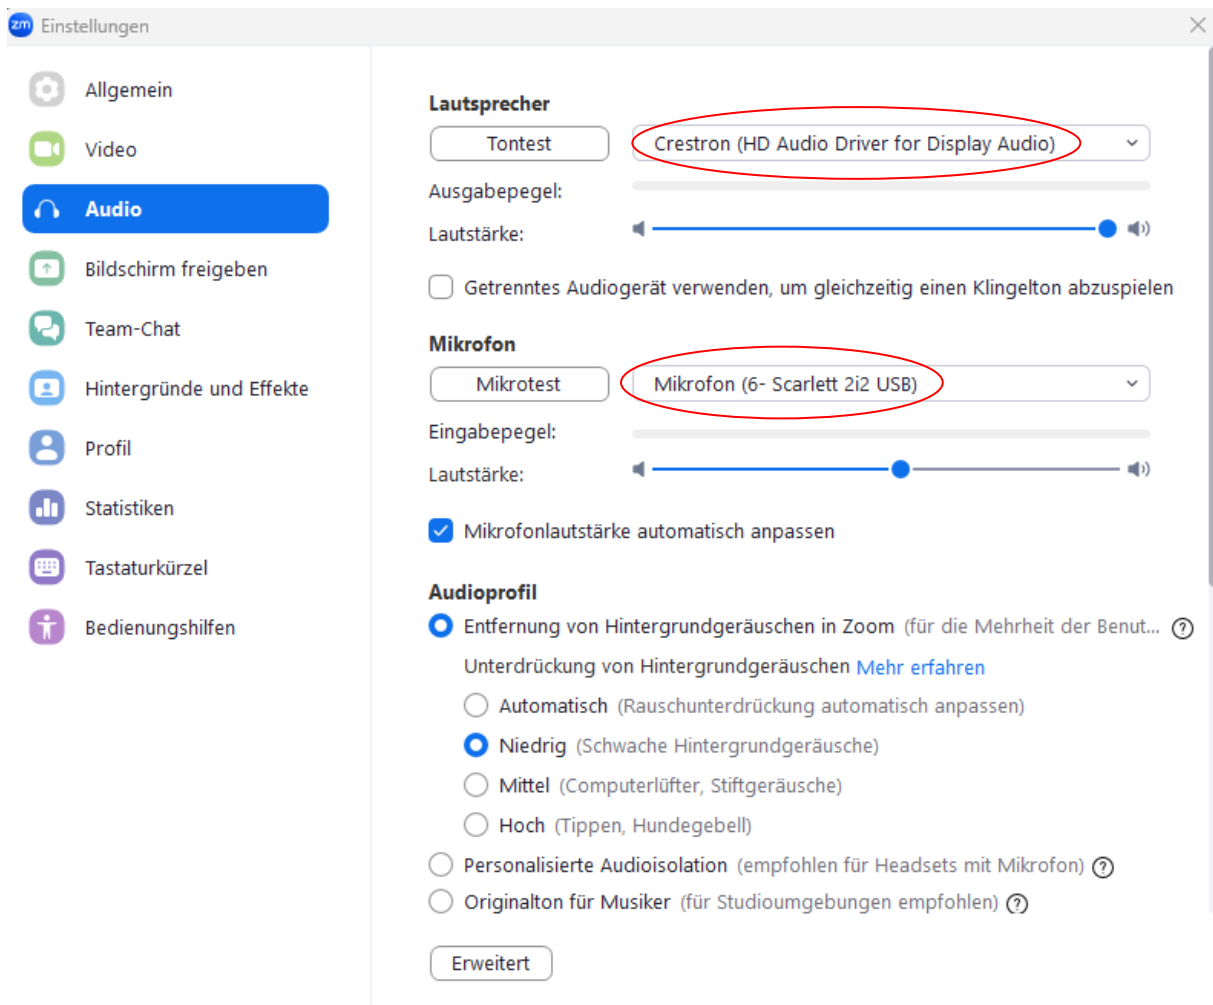 zm Einstellungen
Allgemein
Video
Audio
Bildschirm freigeben
Team-Chat
Hintergründe und Effekte
Profil
Statistiken
Tastaturkürzel
Bedienungshilfen
Lautsprecher
Tontest Crestron (HD Audio Driver for Display Audio)
Ausgabepegel:
Lautstärke:
Getrenntes Audiogerät verwenden, um gleichzeitig einen Klingelton abzuspielen
Mikrofon
Mikrotest Mikrofon (6- Scarlett 2i2 USB)
Eingabepegel:
Lautstärke:
Mikrofonlautstärke automatisch anpassen
Audioprofil
Entfernung von Hintergrundgeräuschen in Zoom (für die Mehrheit der Benut... ?
Unterdrückung von Hintergrundgeräuschen Mehr erfahren
Automatisch (Rauschunterdrückung automatisch anpassen)
Niedrig (Schwache Hintergrundgeräusche)
Mittel (Computerlüfter, Stiftgeräusche)
Hoch (Tippen, Hundegebell)
Personalisierte Audioisolation (empfohlen für Headsets mit Mikrofon) ?
Originalton für Musiker (für Studioumgebungen empfohlen) ?
Erweitert